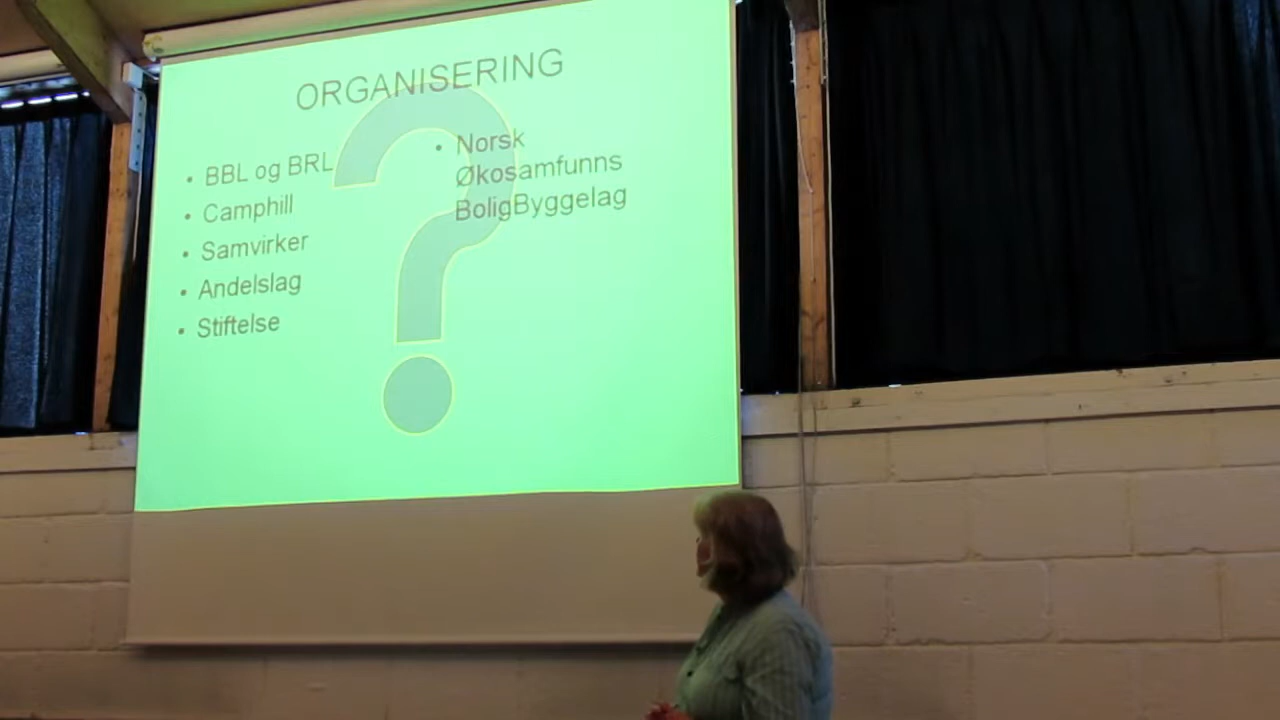 ORGANISERING
• BBL og BRL
• Camphill
• Samvirker
• Andelslag
• Stiftelse
• Norsk
Økosamfunns
BoligByggelag
?